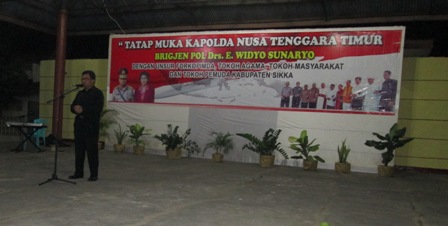 “ TATAP MUKA KAPOLDA NUSA TENGGARA TIMUR
BRIGJEN POL Drs. E. WIDYO SUNARYO
DENGAN UNSUR FORKOPIMDA, TOKOH AGAMA, TOKOH MASYARAKAT
DAN TOKOH PEMUDA KABUPATEN SIKKA